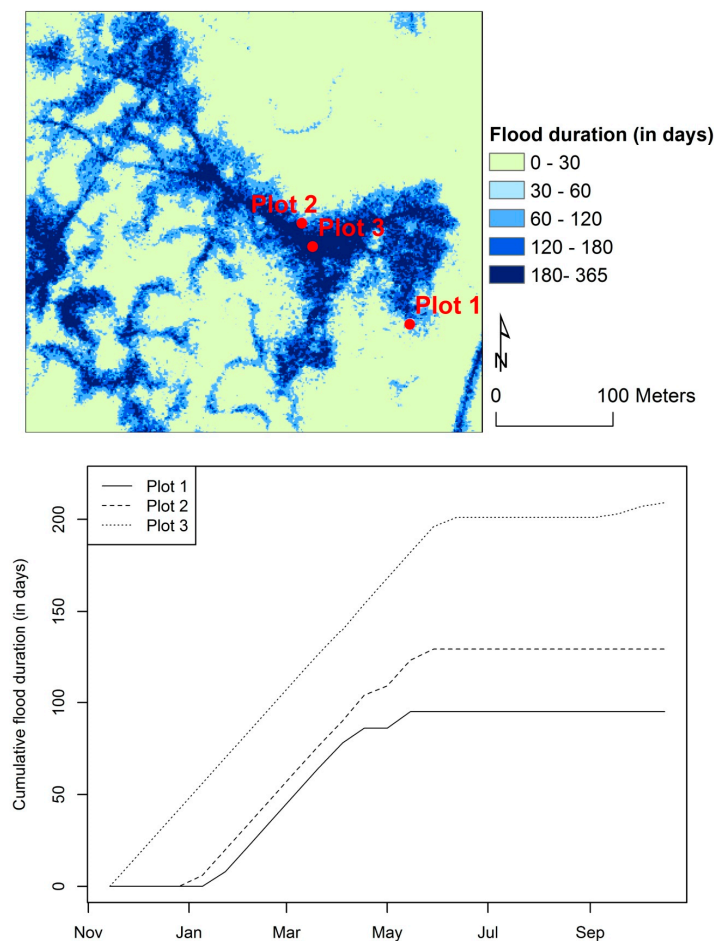 Plot 2
Plot 3
Plot 1
Flood duration (in days)
0 - 30
30 - 60
60 - 120
120 - 180
180- 365
N
0 100 Meters
Plot 1
Plot 2
Plot 3
Cumulative flood duration (in days)
200
150
100
50
0
Nov Jan Mar May Jul Sep